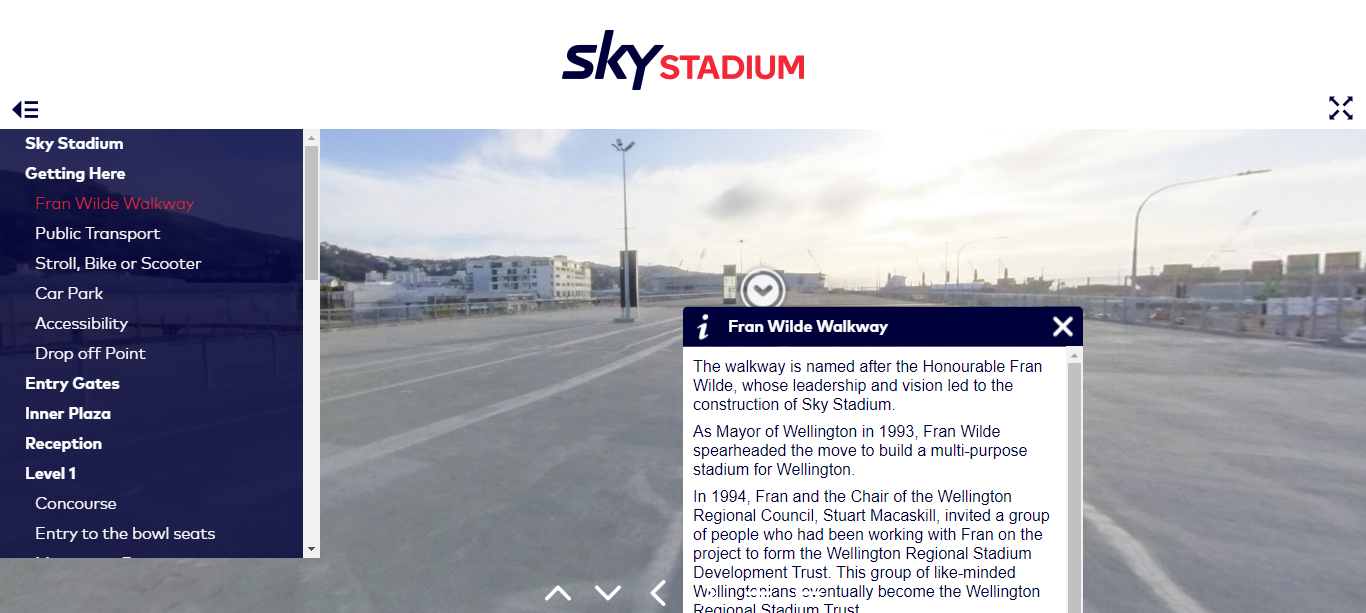 sky STADIUM
Sky Stadium
Getting Here
Fran Wilde Walkway
Public Transport
Stroll, Bike or Scooter
Car Park
Accessibility
Drop off Point
Entry Gates
Inner Plaza
Reception
Level 1
Concourse
Entry to the bowl seats
i Fran Wilde Walkway
The walkway is named after the Honourable Fran
Wilde, whose leadership and vision led to the
construction of Sky Stadium.
As Mayor of Wellington in 1993, Fran Wilde
spearheaded the move to build a multi-purpose
stadium for Wellington.
In 1994, Fran and the Chair of the Wellington
Regional Council, Stuart Macaskill, invited a group
of people who had been working with Fran on the
project to form the Wellington Regional Stadium
Development Trust. This group of like-minded
Wellingtonians eventually become the Wellington
Regional Stadium Trust